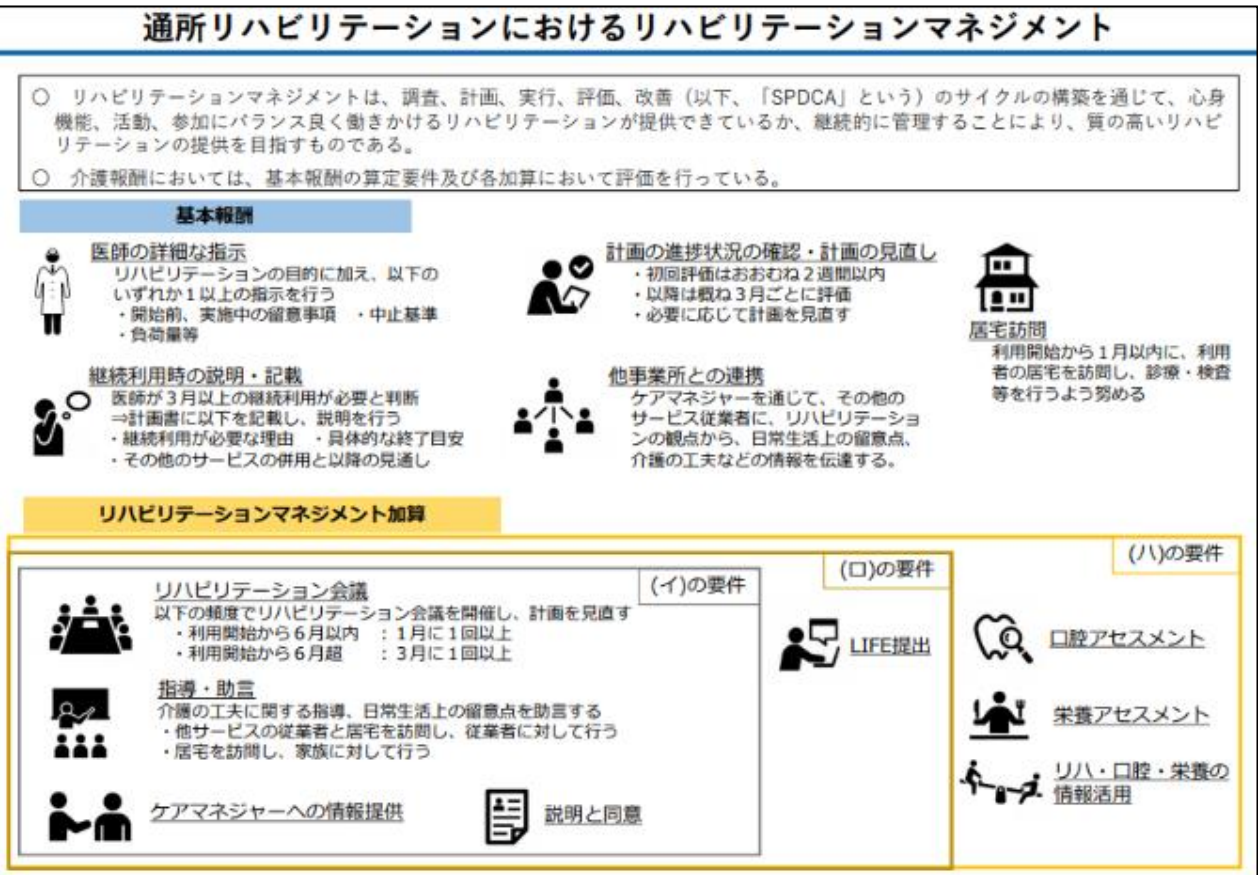 通所リハビリテーションにおけるリハビリテーションマネジメント
○ リハビリテーションマネジメントは、調査、計画、実行、評価、改善（以下、「SPDCA」という）のサイクルの構築を通じて、心身
機能、活動、参加にバランス良く働きかけるリハビリテーションが提供できているか、継続的に管理することにより、質の高いリハビ
リテーションの提供を目指すものである。
○ 介護報酬においては、基本報酬の算定要件及び各加算において評価を行っている。
基本報酬
医師の詳細な指示
リハビリテーションの目的に加え、以下の
いずれか１以上の指示を行う
・開始前、実施中の留意事項 ・中止基準
・負荷量等
計画の進捗状況の確認・計画の見直し
・初回評価はおおむね２週間以内
・以降は概ね３月ごとに評価
・必要に応じて計画を見直す
居宅訪問
利用開始から１月以内に、利用
者の居宅を訪問し、診療・検査
等を行うよう努める
継続利用時の説明・記載
医師が３月以上の継続利用が必要と判断
⇒計画書に以下を記載し、説明を行う
・継続利用が必要な理由 ・具体的な終了目安
・その他のサービスの併用と以降の見通し
他事業所との連携
ケアマネジャーを通じて、その他の
サービス従業者に、リハビリテーショ
ンの観点から、日常生活上の留意点、
介護の工夫などの情報を伝達する。
リハビリテーションマネジメント加算
(イ)の要件
リハビリテーション会議
以下の頻度でリハビリテーション会議を開催し、計画を見直す
・利用開始から６月以内 ：１月に１回以上
・利用開始から６月超 ：３月に１回以上
指導・助言
介護の工夫に関する指導、日常生活上の留意点を助言する
・他サービスの従業者と居宅を訪問し、従業者に対して行う
・居宅を訪問し、家族に対して行う
ケアマネジャーへの情報提供
説明と同意
(ロ)の要件
LIFE提出
(ハ)の要件
口腔アセスメント
栄養アセスメント
リハ・口腔・栄養の
情報活用